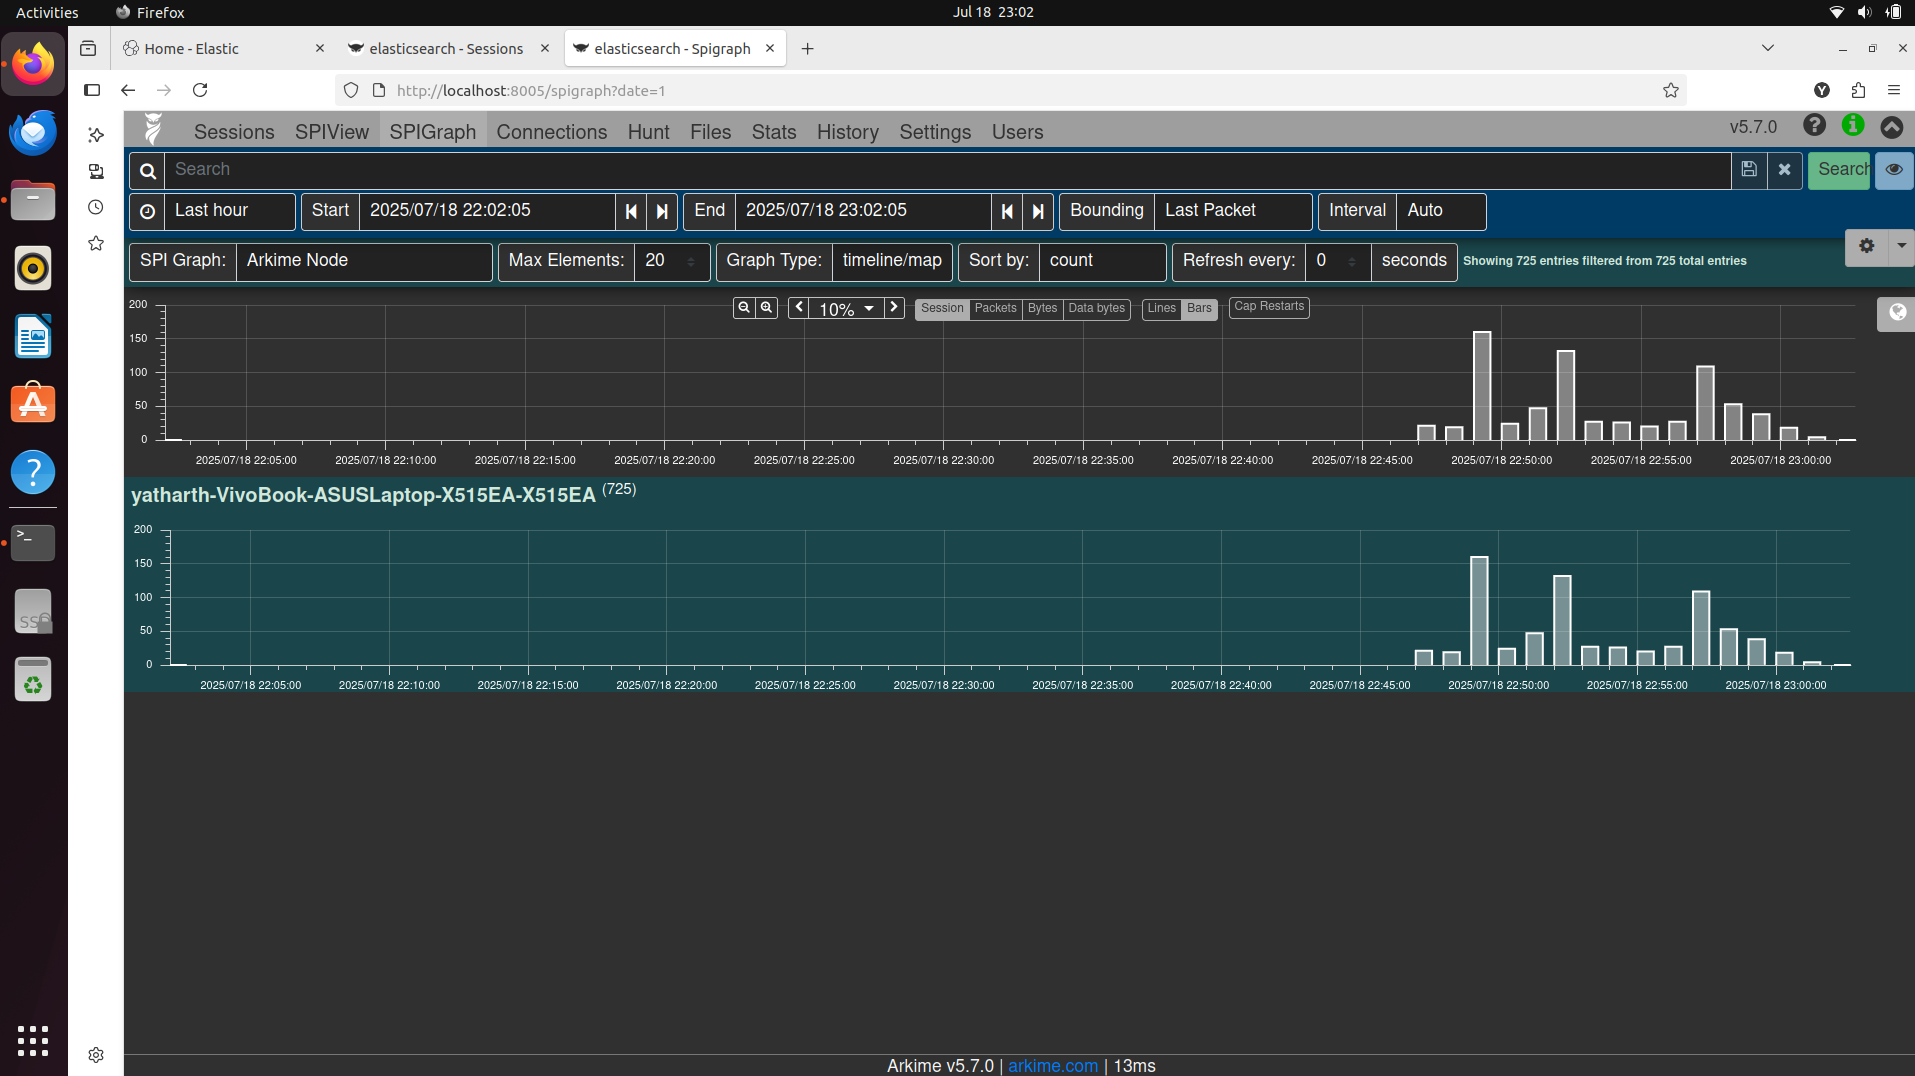 Activities Firefox Jul 18 23:02
Home - Elastic elasticsearch - Sessions elasticsearch - Spigraph
http://localhost:8005/spigraph?date=1
Sessions SPIView SPIGraph Connections Hunt Files Stats History Settings Users v5.7.0
Search Search
Last hour Start 2025/07/18 22:02:05 End 2025/07/18 23:02:05 Bounding Last Packet Interval Auto
SPI Graph: Arkime Node Max Elements: 20 Graph Type: timeline/map Sort by: count Refresh every: 0 seconds Showing 725 entries filtered from 725 total entries
10% Session Packets Bytes Data bytes Lines Bars Cap Restarts
200
150
100
50
0
2025/07/18 22:05:00 2025/07/18 22:10:00 2025/07/18 22:15:00 2025/07/18 22:20:00 2025/07/18 22:25:00 2025/07/18 22:30:00 2025/07/18 22:35:00 2025/07/18 22:40:00 2025/07/18 22:45:00 2025/07/18 22:50:00 2025/07/18 22:55:00 2025/07/18 23:00:00
yatharth-VivoBook-ASUSLaptop-X515EA-X515EA (725)
200
150
100
50
0
2025/07/18 22:05:00 2025/07/18 22:10:00 2025/07/18 22:15:00 2025/07/18 22:20:00 2025/07/18 22:25:00 2025/07/18 22:30:00 2025/07/18 22:35:00 2025/07/18 22:40:00 2025/07/18 22:45:00 2025/07/18 22:50:00 2025/07/18 22:55:00 2025/07/18 23:00:00
Arkime v5.7.0 | arkime.com | 13ms